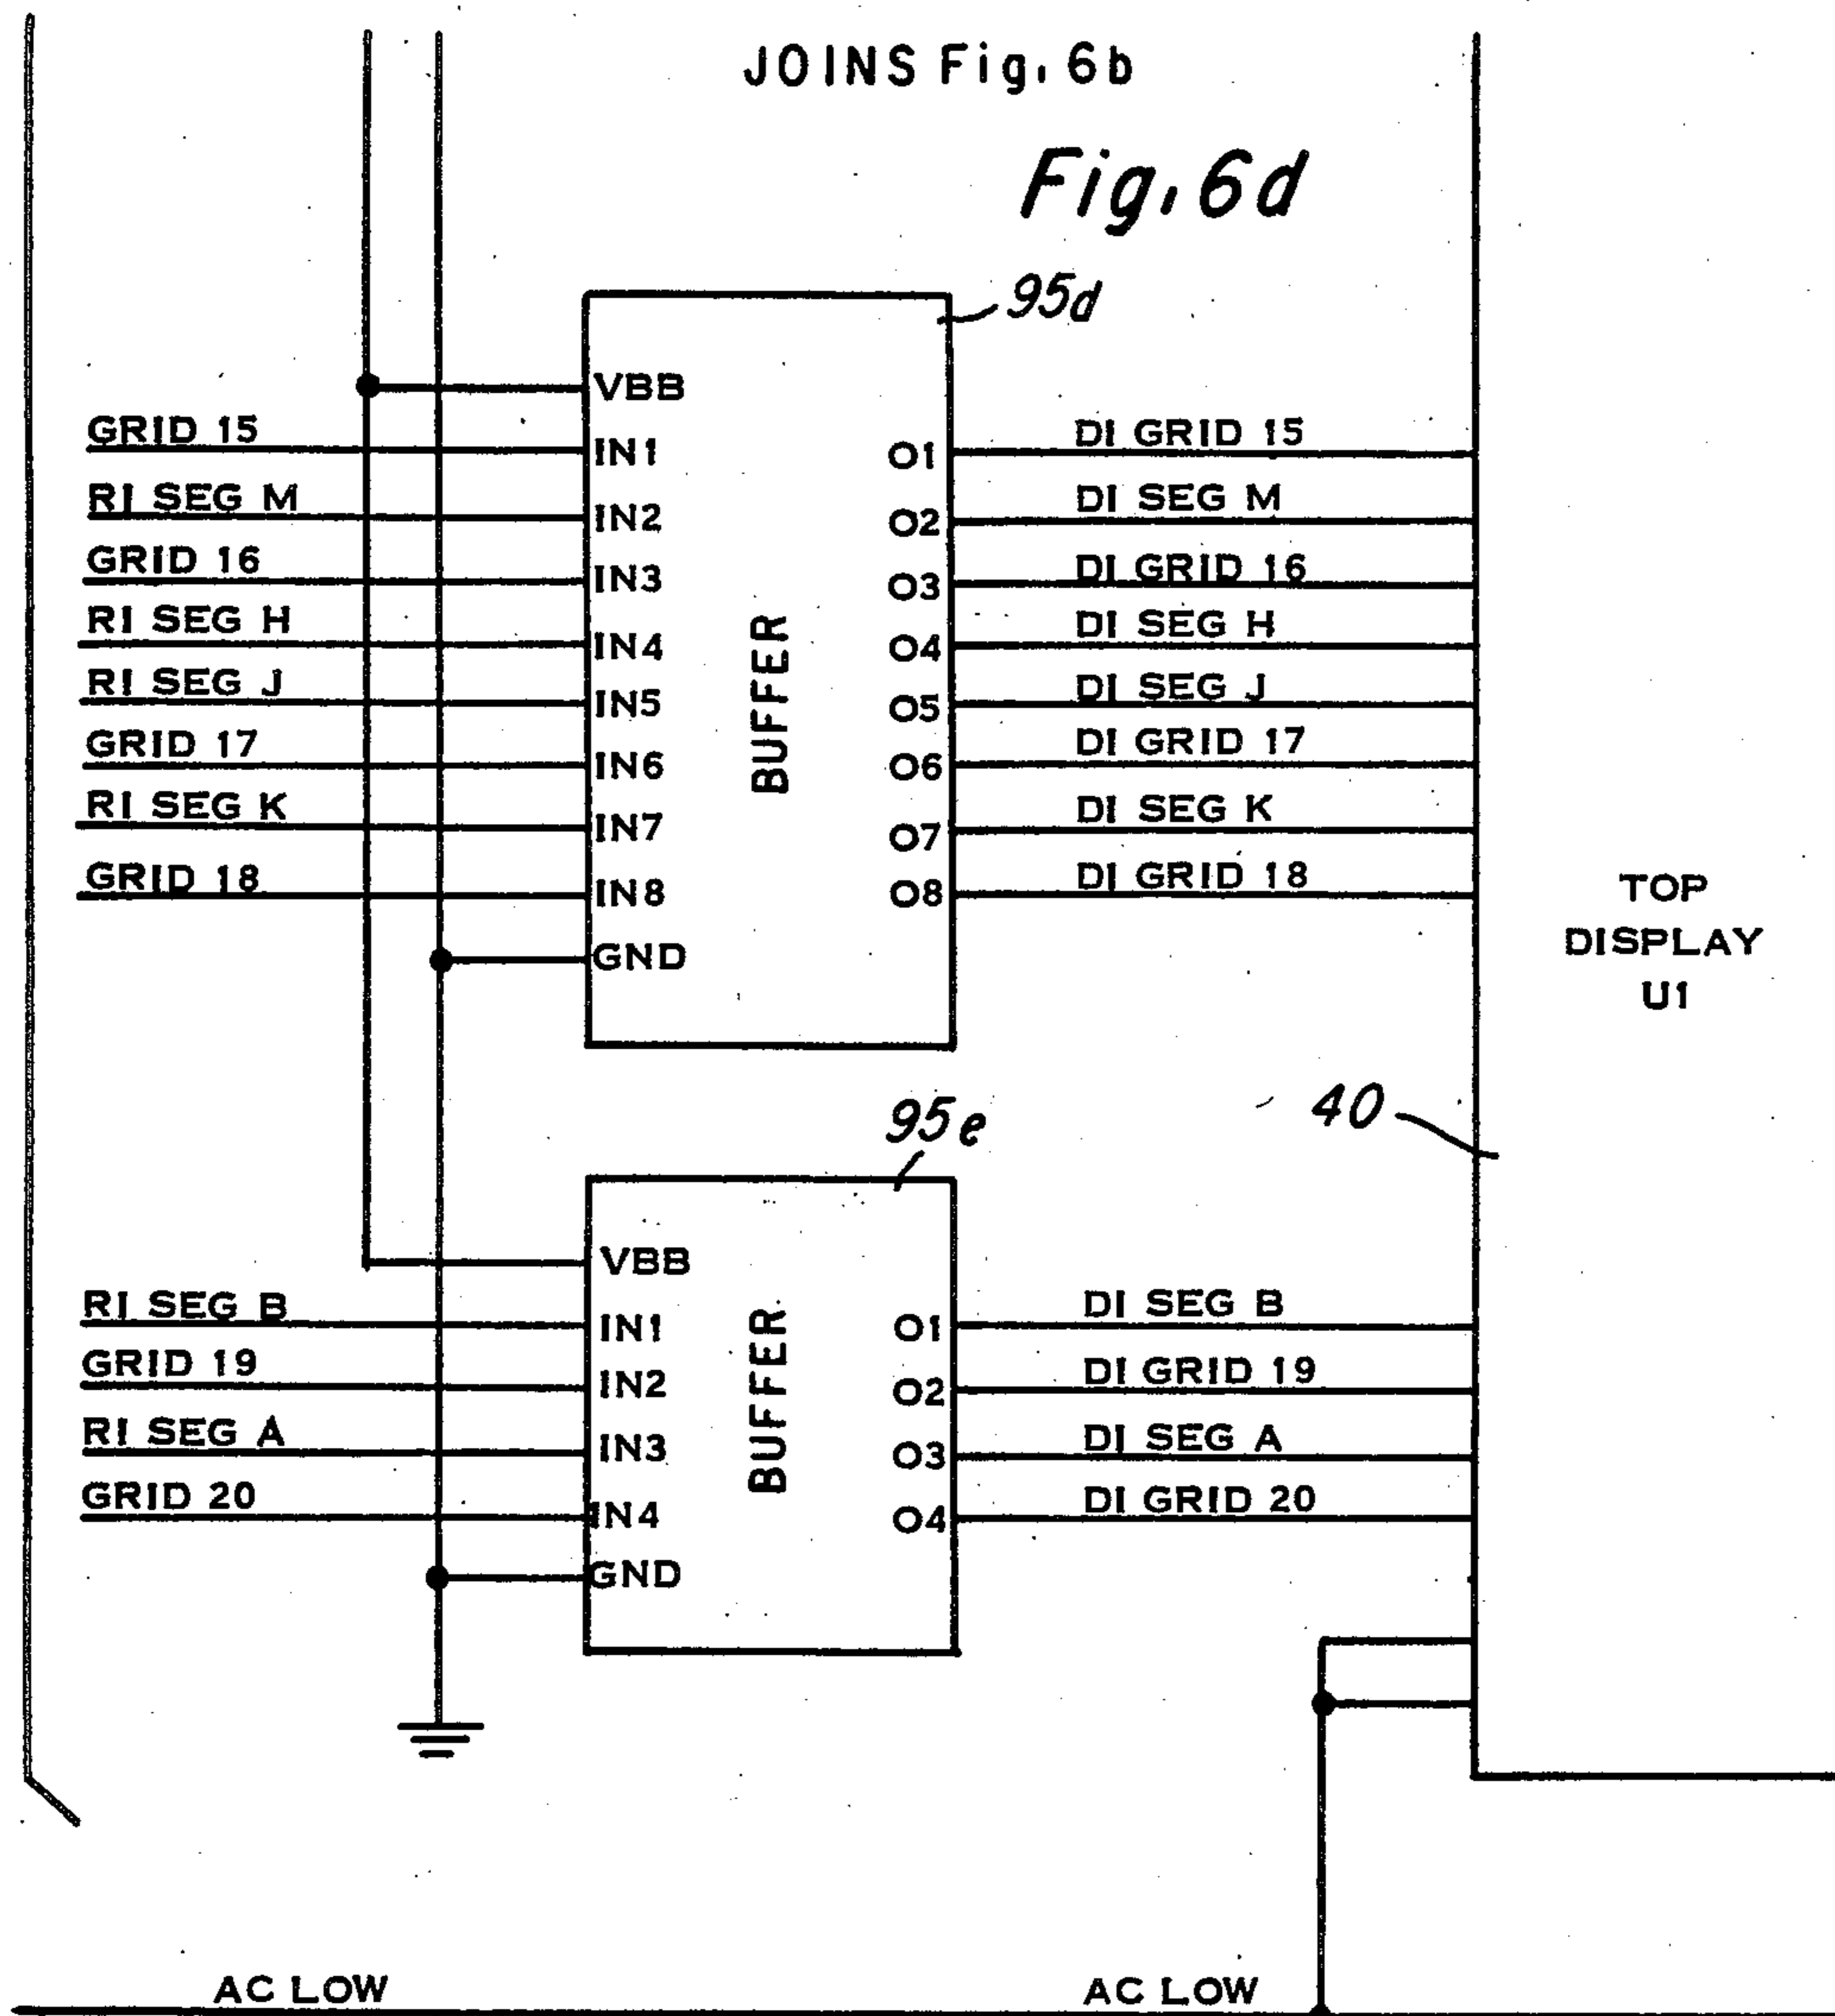 JOINS Fig. 6b
Fig. 6d
95d
VBB
GRID 15 IN1 O1 DI GRID 15
RI SEG M IN2 O2 DI SEG M
GRID 16 IN3 O3 DI GRID 16
RI SEG H IN4 O4 DI SEG H
RI SEG J IN5 O5 DI SEG J
GRID 17 IN6 O6 DI GRID 17
RI SEG K IN7 O7 DI SEG K
GRID 18 IN8 O8 DI GRID 18
GND
BUFFER
TOP
DISPLAY
U1
40
95e
VBB
RI SEG B IN1 O1 DI SEG B
GRID 19 IN2 O2 DI GRID 19
RI SEG A IN3 O3 DI SEG A
GRID 20 IN4 O4 DI GRID 20
GND
BUFFER
AC LOW AC LOW